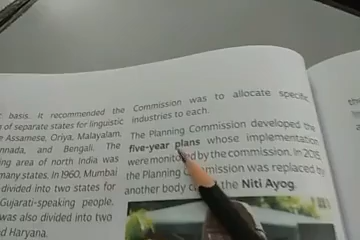 r basis. It recommended the
s of separate states for linguistic
e Assamese, Oriya, Malayalam,
nnada, and Bengali. The
ing area of north India was
many states. In 1960, Mumbai
divided into two states for
Gujarati-speaking people,
was also divided into two
nd Haryana.
Commission was to allocate specific
industries to each.
The Planning Commission developed the
five-year plans whose implementation
were monitored by the commission. In 2015,
the Planning Commission was replaced by
another body the Niti Ayog.